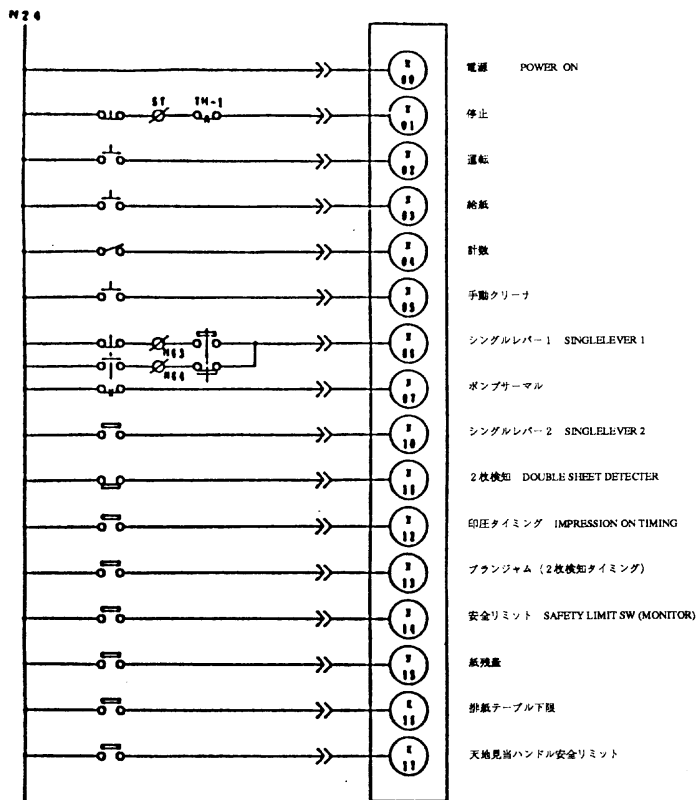 N24
00
電源 POWER ON
ST TH-1
01
停止
02
運転
03
給紙
04
計数
05
手動クリーナ
N63
06
シングルレバー1 SINGLELEVER 1
N64
07
ポンプサーマル
10
シングルレバー2 SINGLELEVER 2
11
2枚検知 DOUBLE SHEET DETECTER
12
印圧タイミング IMPRESSION ON TIMING
13
ブランジャム (2枚検知タイミング)
14
安全リミット SAFETY LIMIT SW (MONITOR)
15
紙残量
16
排紙テーブル下限
17
天地見当ハンドル安全リミット